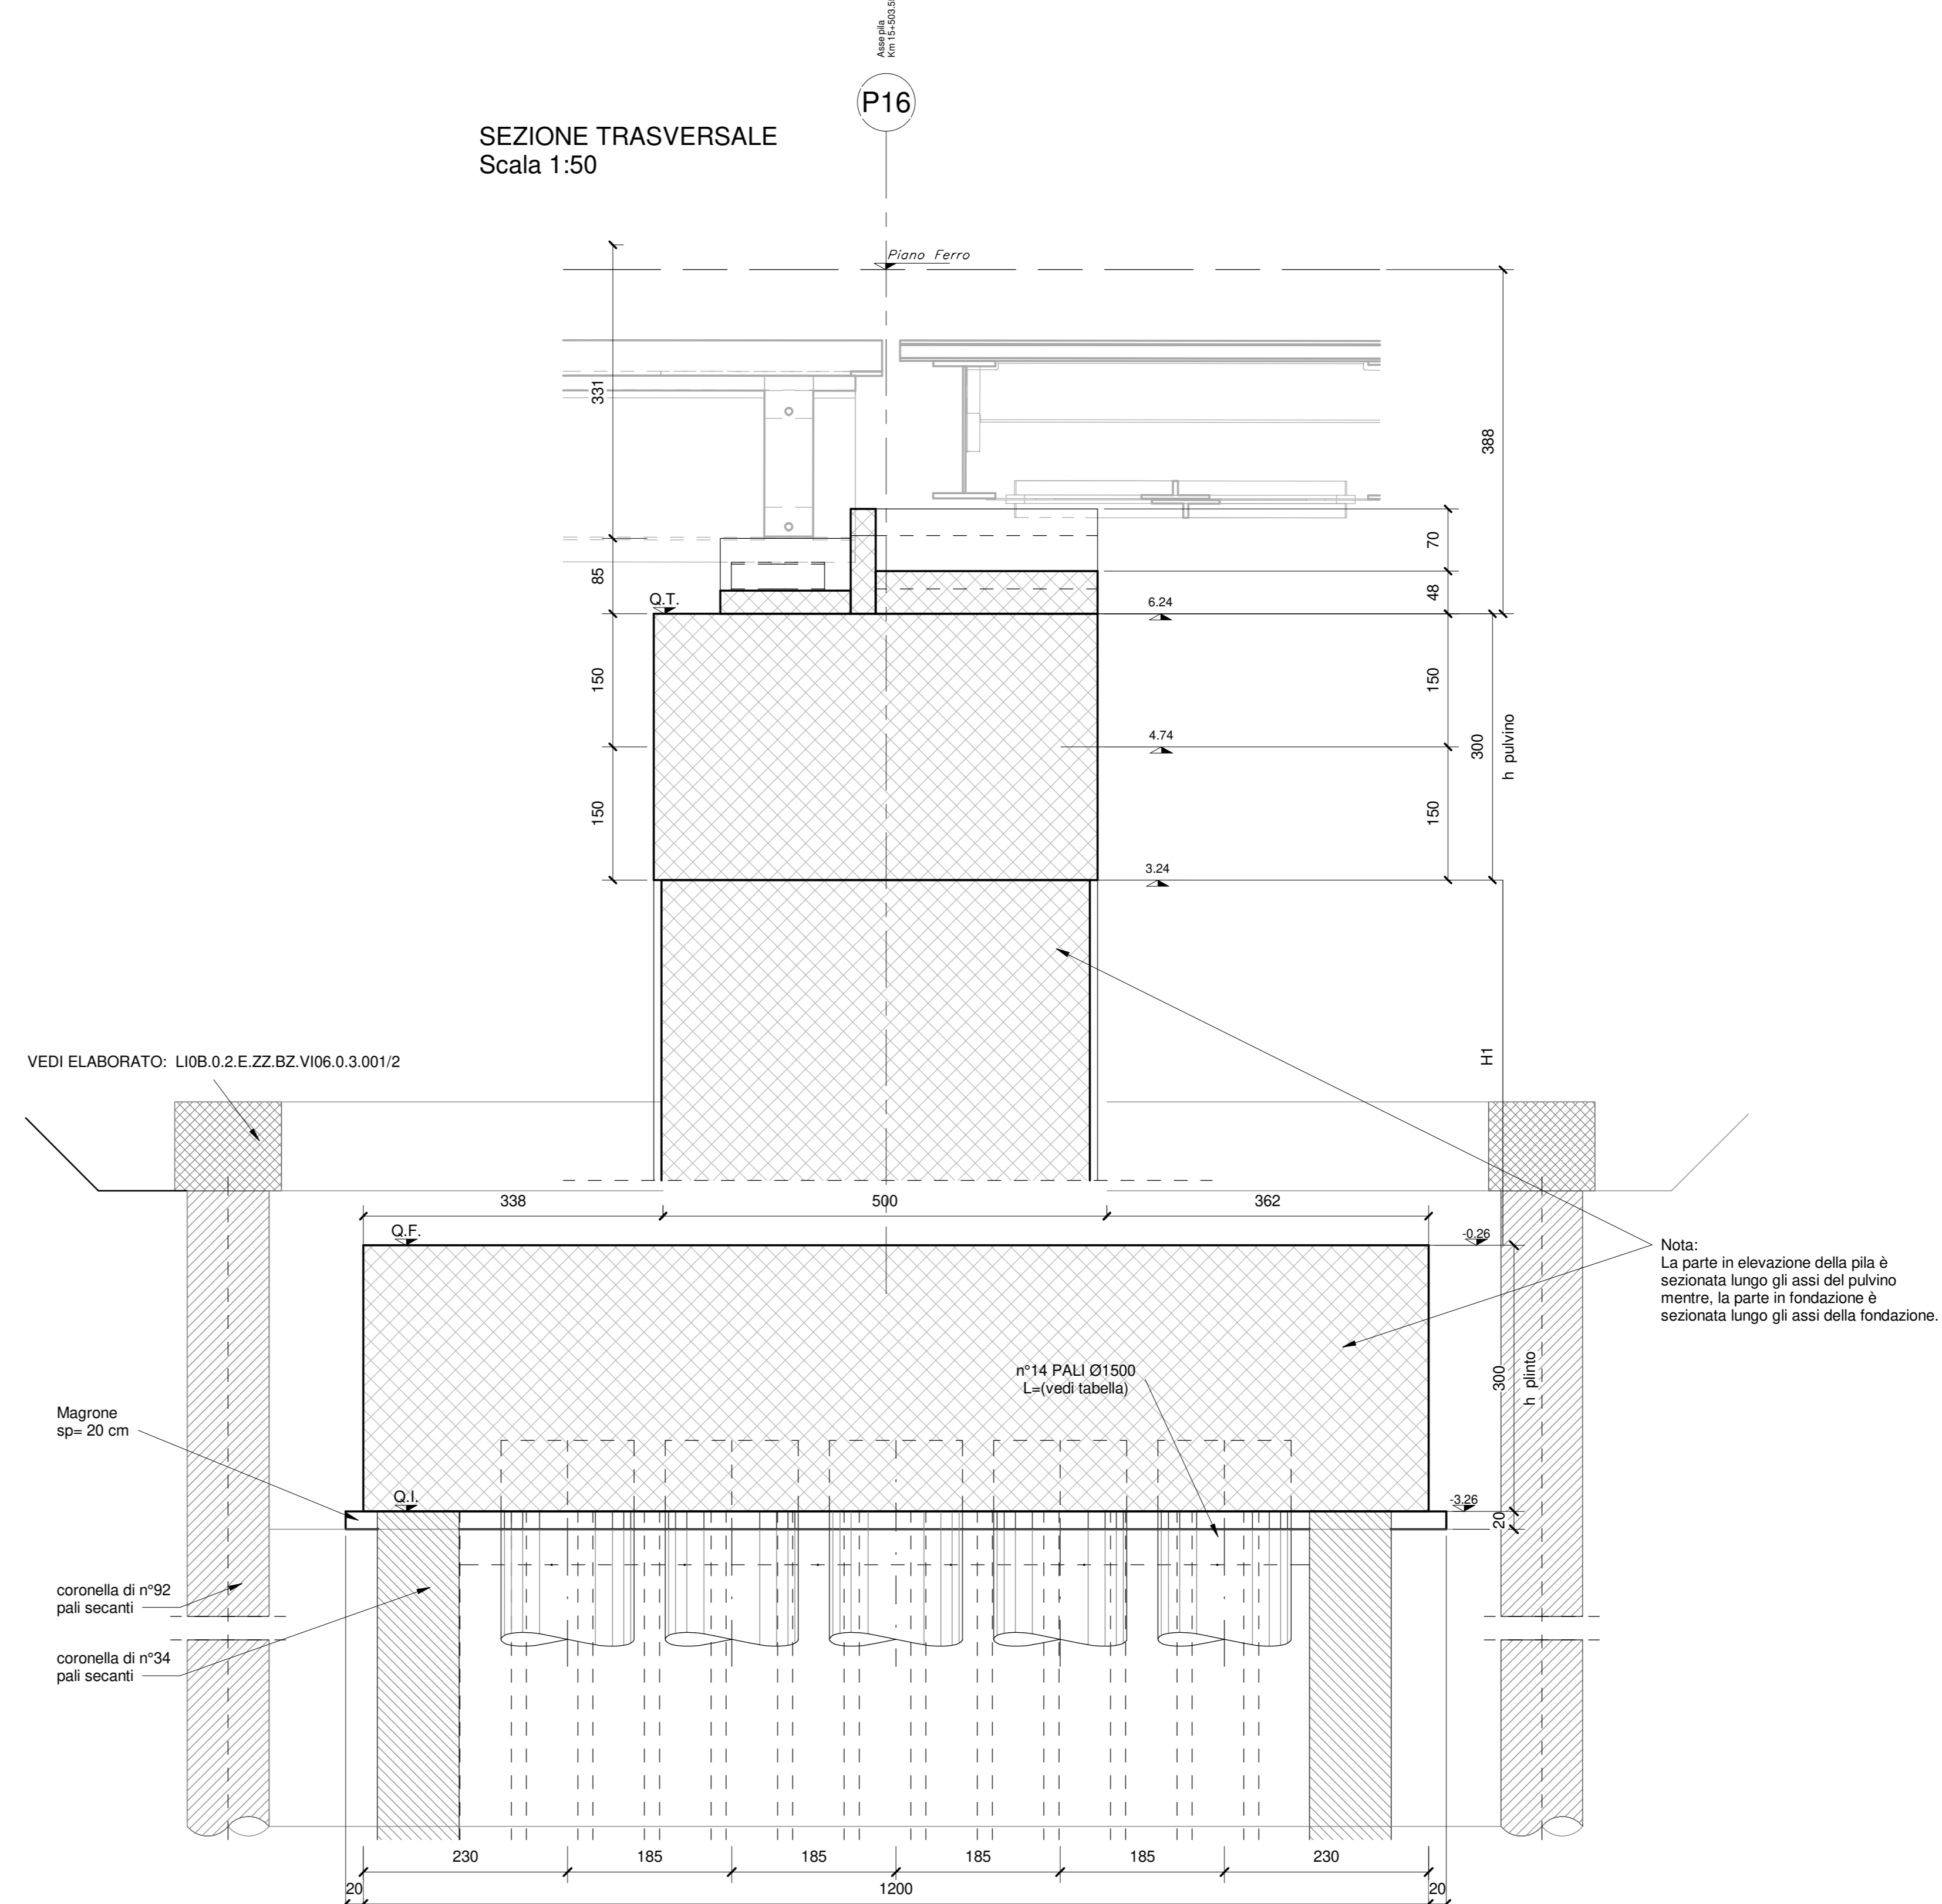 Asse pila
P16
SEZIONE TRASVERSALE
Scala 1:50
Piano Ferro
331
388
70
85
48
Q.T.
6.24
150
150
4.74
300
h pulvino
150
150
3.24
H1
VEDI ELABORATO: LI0B.0.2.E.ZZ.BZ.VI06.0.3.001/2
338
500
362
Q.F.
-0.26
Nota:
La parte in elevazione della pila è
sezionata lungo gli assi del pulvino
mentre, la parte in fondazione è
sezionata lungo gli assi della fondazione.
n°14 PALI Ø1500
L=(vedi tabella)
300
h plinto
Magrone
sp= 20 cm
Q.I.
-3.26
20
coronella di n°92
pali secanti
coronella di n°34
pali secanti
230
185
185
185
185
230
20
1200
20